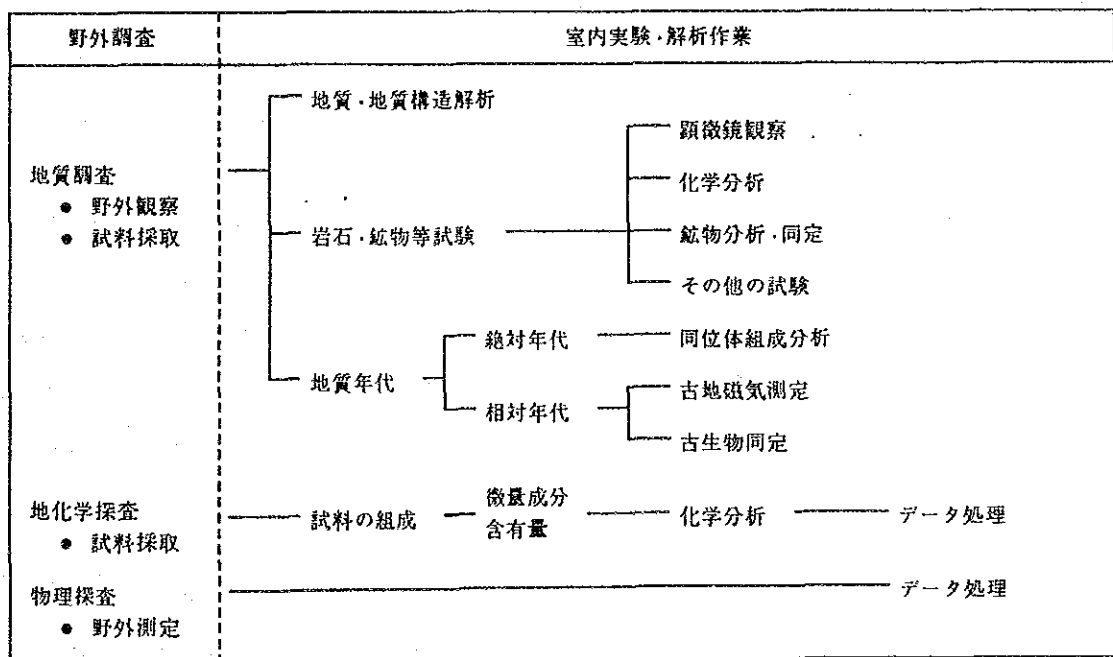 野外調査
室内実験・解析作業
地質調査
● 野外観察
● 試料採取
地質・地質構造解析
岩石・鉱物等試験
顕微鏡観察
化学分析
鉱物分析・同定
その他の試験
地質年代
絶対年代
同位体組成分析
相対年代
古地磁気測定
古生物同定
地化学探査
● 試料採取
試料の組成
微量成分
含有量
化学分析
データ処理
物理探査
● 野外測定
データ処理